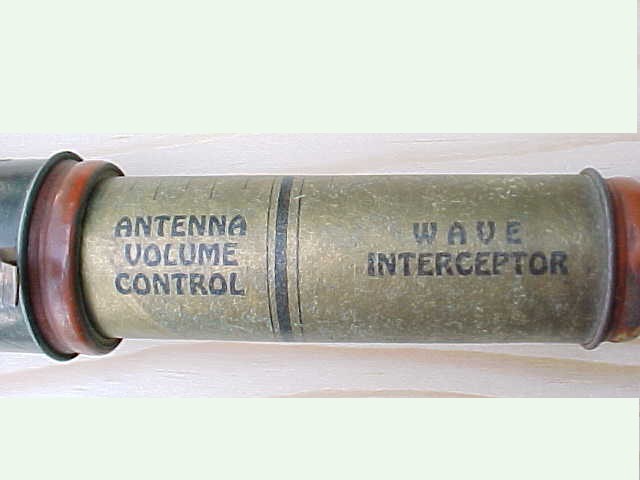 ANTENNA
VOLUME
CONTROL
WAVE
INTERCEPTOR